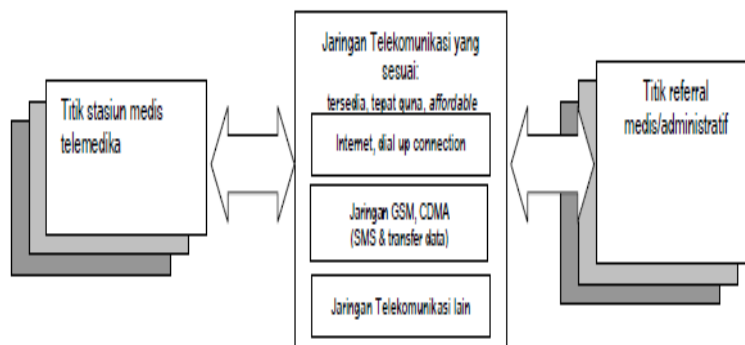 Titik stasiun medis
telemedika
Jaringan Telekomunikasi yang
sesuai:
tersedia, tepat guna, affordable
Internet, dial up connection
Jaringan GSM, CDMA
(SMS & transfer data)
Jaringan Telekomunikasi lain
Titik referral
medis/administratif